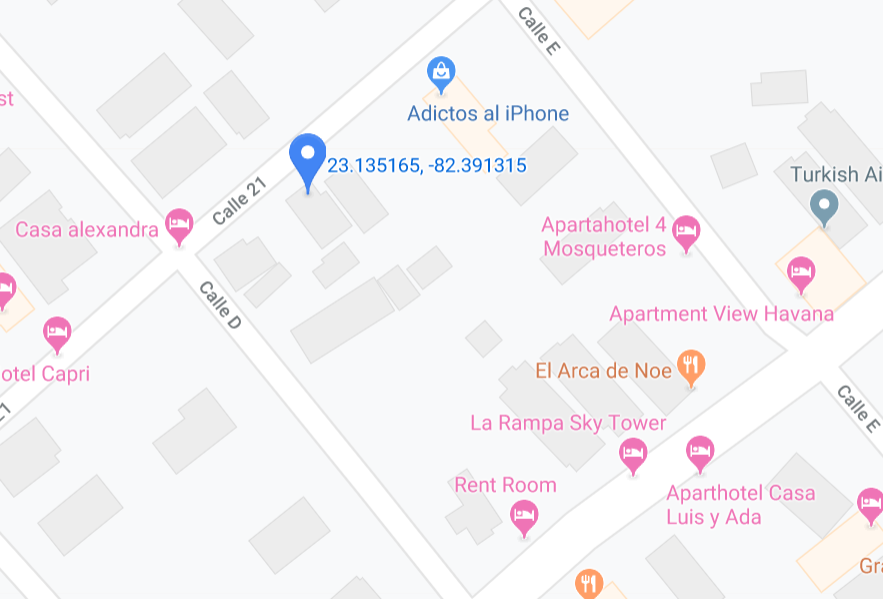 Calle E
st
Adictos al iPhone
23.135165, -82.391315
Turkish Ai
Calle 21
Casa alexandra
Apartahotel 4
Mosqueteros
Calle D
Apartment View Havana
otel Capri
El Arca de Noe
La Rampa Sky Tower
Calle E
21
Rent Room
Aparthotel Casa
Luis y Ada
Gra